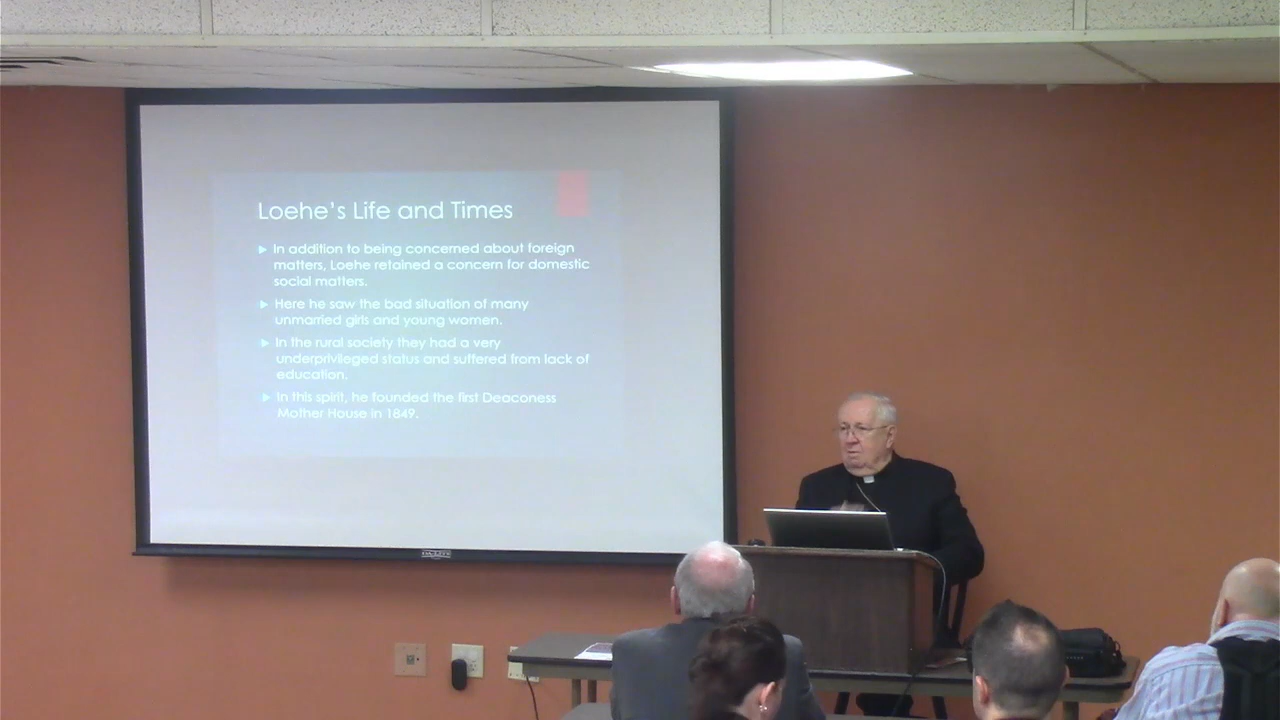 Loehe's Life and Times
In addition to being concerned about foreign
matters, Loehe retained a concern for domestic
social matters.
Here he saw the bad situation of many
unmarried girls and young women.
In the rural society they had a very
underprivileged status and suffered from lack of
education.
In this spirit, he founded the first Deaconess
Mother House in 1849.